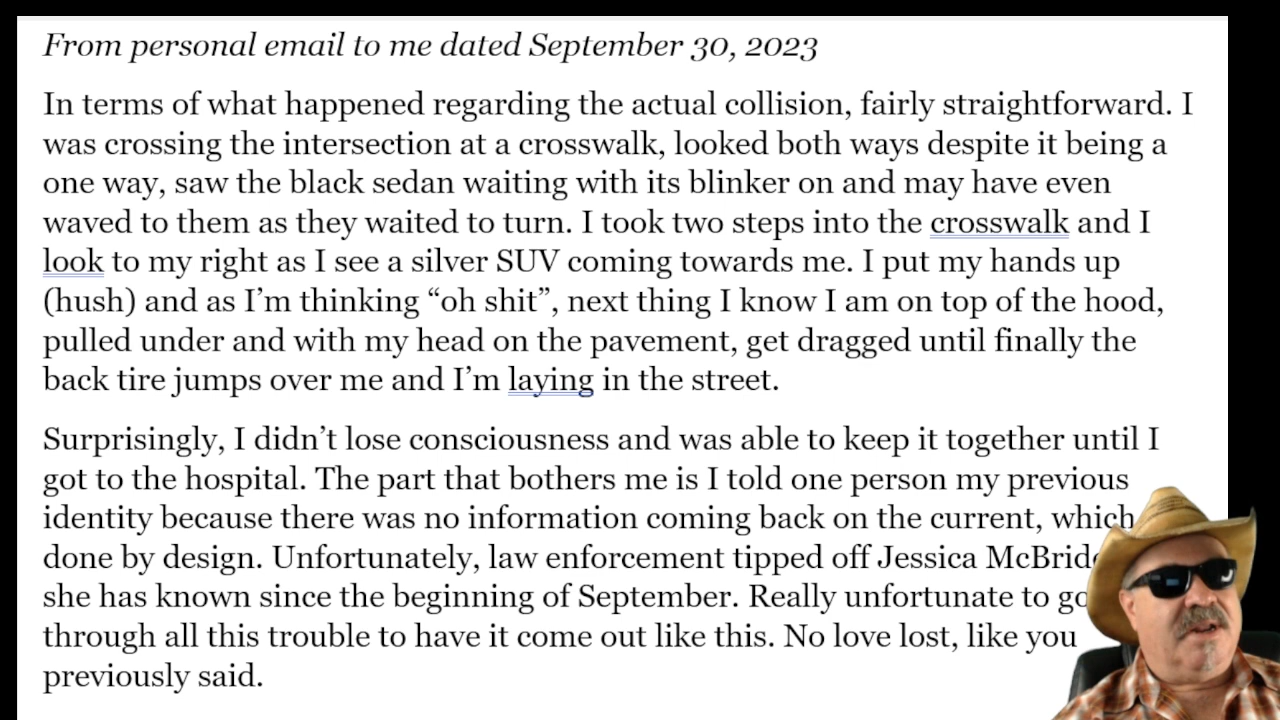 From personal email to me dated September 30, 2023
In terms of what happened regarding the actual collision, fairly straightforward. I
was crossing the intersection at a crosswalk, looked both ways despite it being a
one way, saw the black sedan waiting with its blinker on and may have even
waved to them as they waited to turn. I took two steps into the crosswalk and I
look to my right as I see a silver SUV coming towards me. I put my hands up
(hush) and as I’m thinking “oh shit”, next thing I know I am on top of the hood,
pulled under and with my head on the pavement, get dragged until finally the
back tire jumps over me and I’m laying in the street.
Surprisingly, I didn’t lose consciousness and was able to keep it together until I
got to the hospital. The part that bothers me is I told one person my previous
identity because there was no information coming back on the current, which
done by design. Unfortunately, law enforcement tipped off Jessica McBride
she has known since the beginning of September. Really unfortunate to go
through all this trouble to have it come out like this. No love lost, like you
previously said.